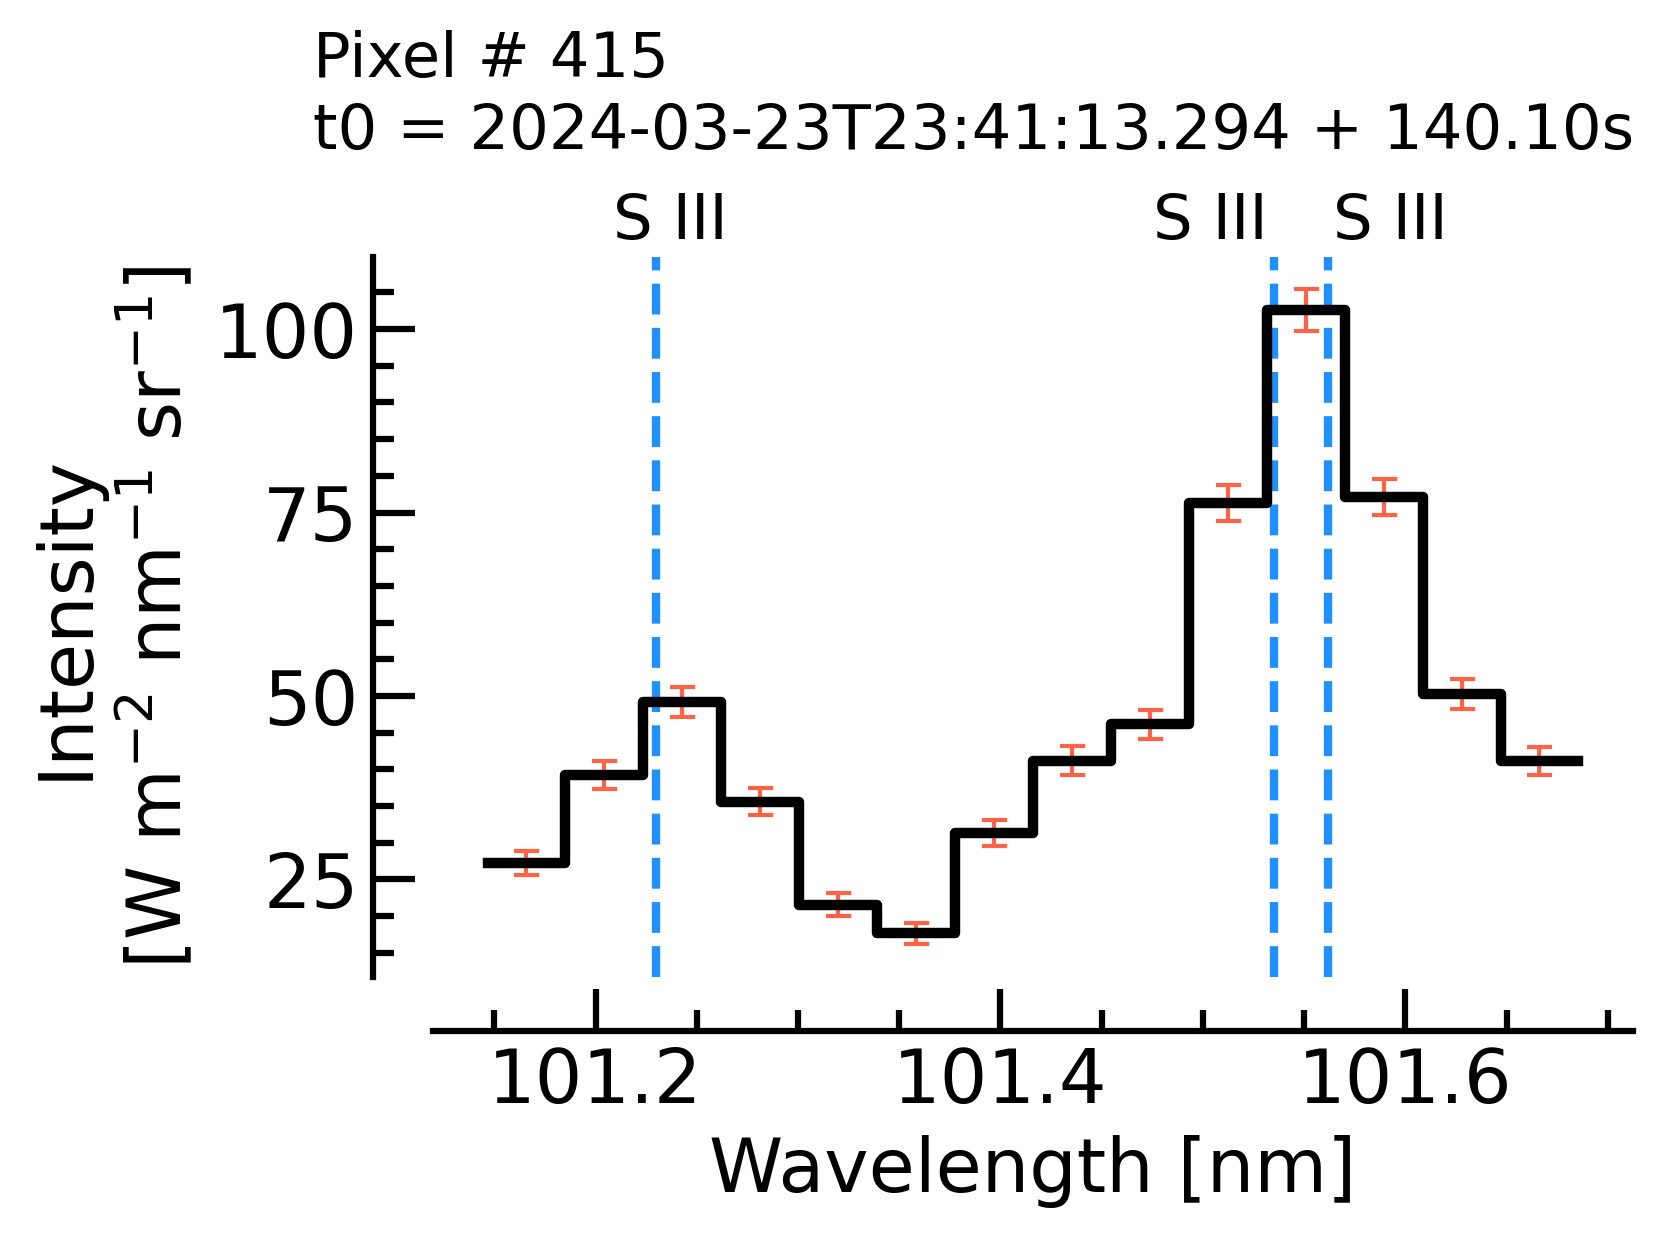 Pixel # 415
t0 = 2024-03-23T23:41:13.294 + 140.10s
S III S III S III
Intensity
[W m⁻² nm⁻¹ sr⁻¹]
100
75
50
25
101.2 101.4 101.6
Wavelength [nm]